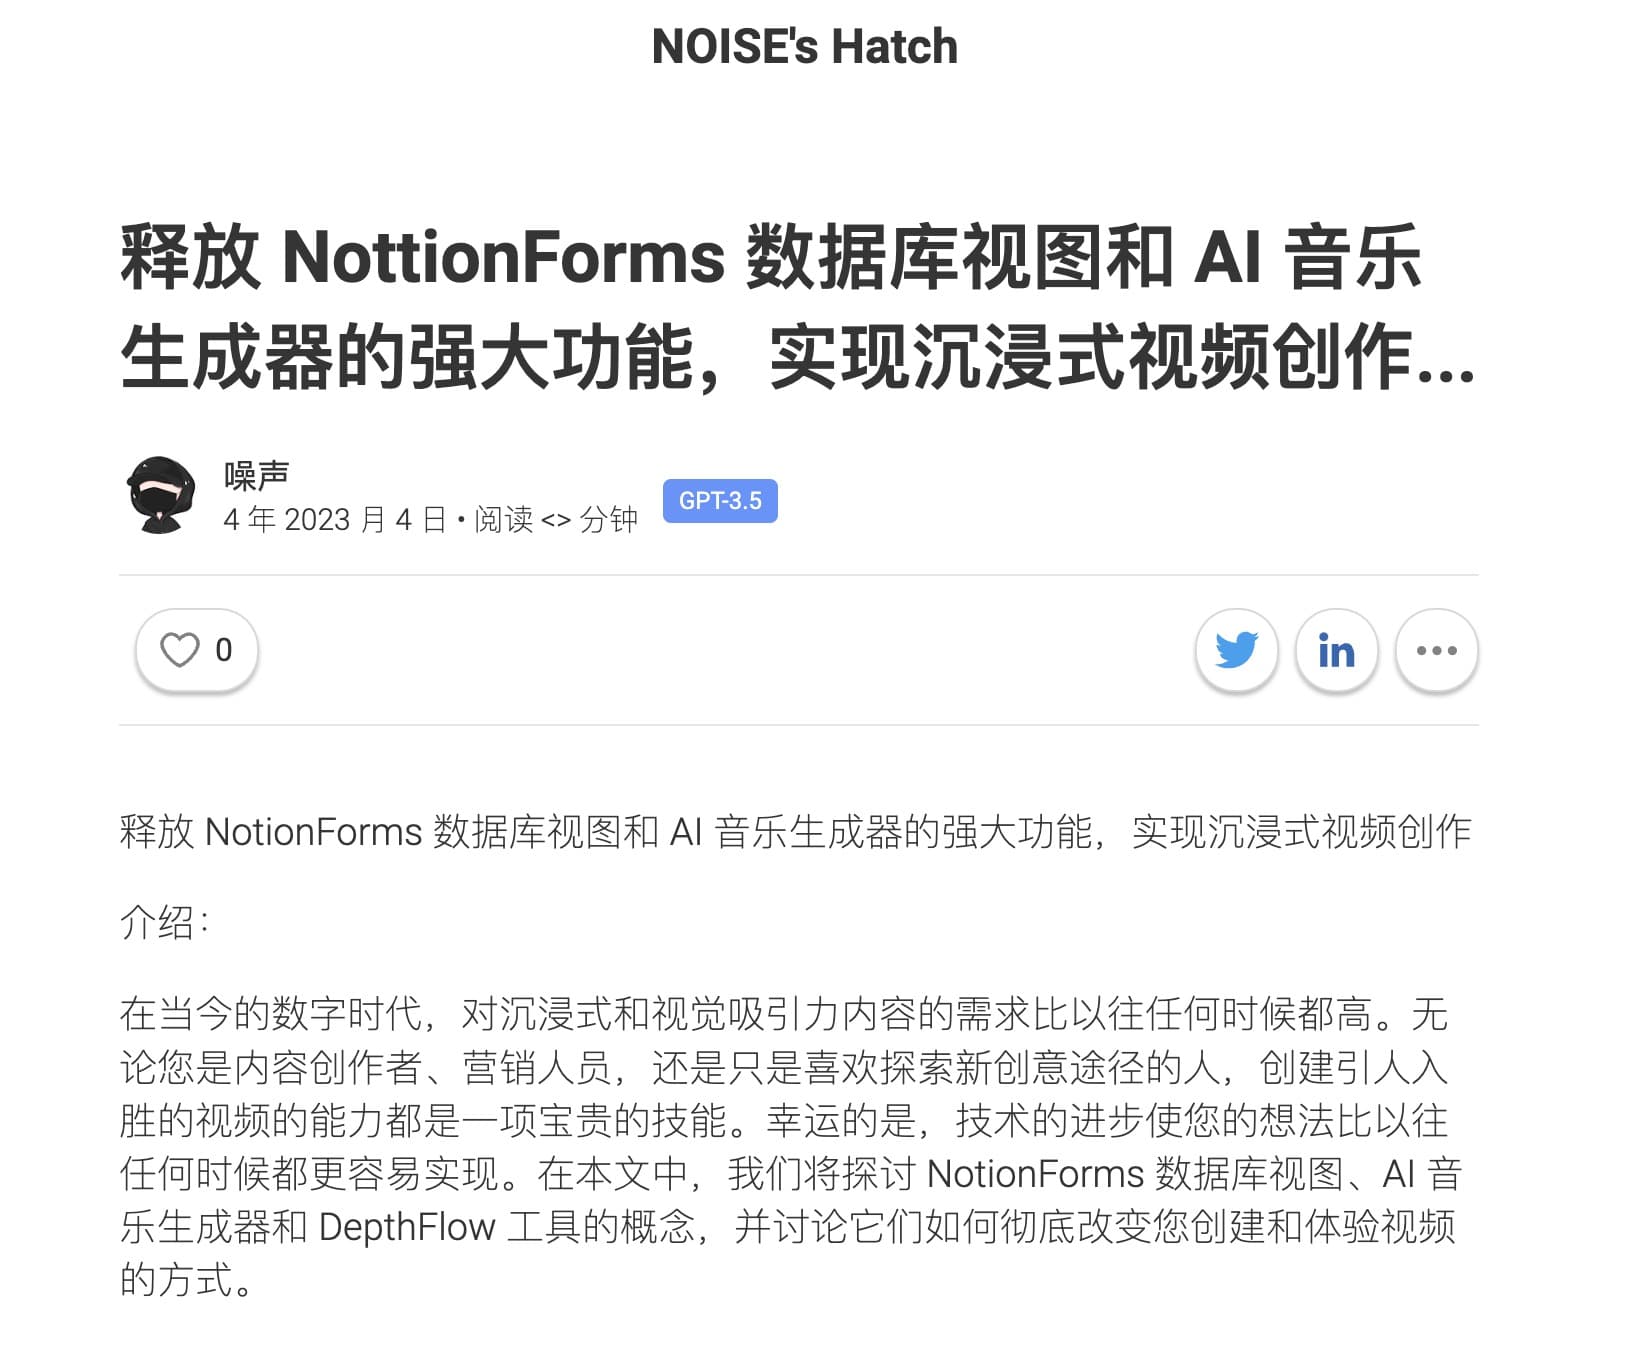 NOISE's Hatch
释放 NottionForms 数据库视图和 AI 音乐
生成器的强大功能，实现沉浸式视频创作...
噪声
4 年 2023 月 4 日 • 阅读 <> 分钟
GPT-3.5
0
in
释放 NotionForms 数据库视图和 AI 音乐生成器的强大功能，实现沉浸式视频创作
介绍：
在当今的数字时代，对沉浸式和视觉吸引力内容的需求比以往任何时候都高。无
论您是内容创作者、营销人员，还是只是喜欢探索新创意途径的人，创建引人入
胜的视频的能力都是一项宝贵的技能。幸运的是，技术的进步使您的想法比以往
任何时候都更容易实现。在本文中，我们将探讨 NotionForms 数据库视图、AI 音
乐生成器和 DepthFlow 工具的概念，并讨论它们如何彻底改变您创建和体验视频
的方式。